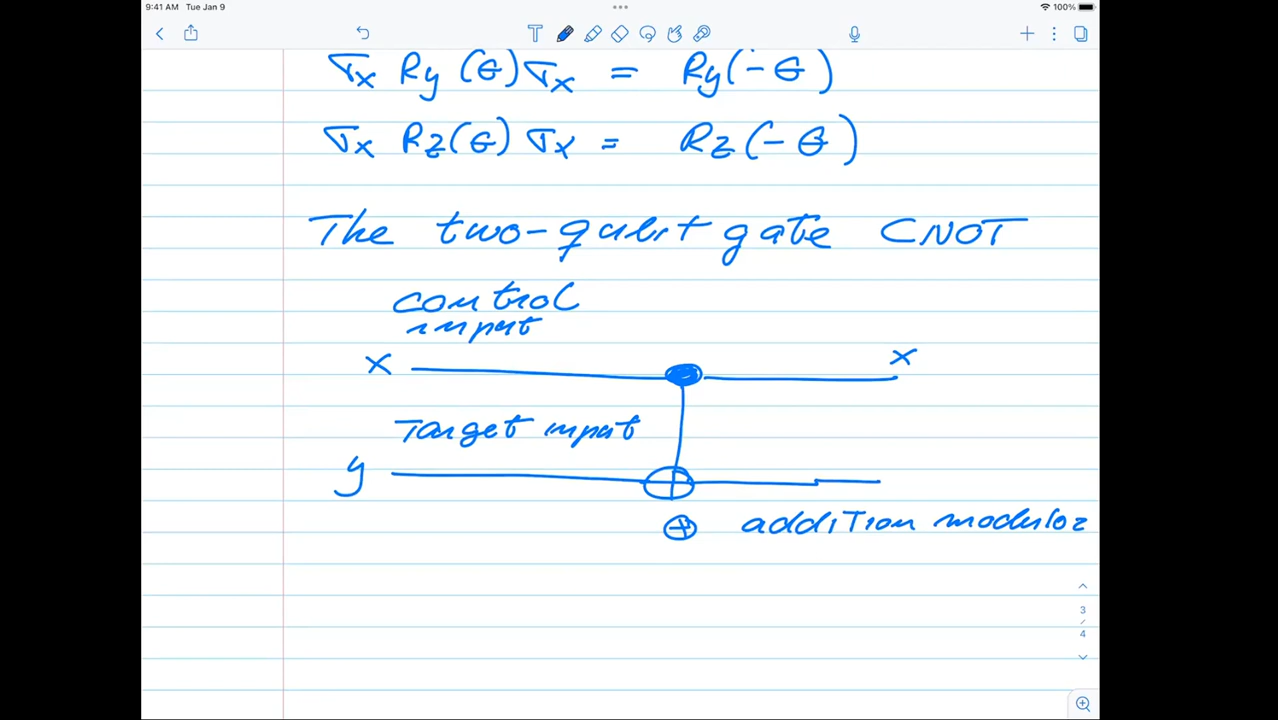 9:41 AM Tue Jan 9
100%
σx Ry (θ) σx = Ry(-θ)
σx Rz(θ) σx = Rz(-θ)
The two-qubit gate CNOT
control
input
x x
Target input
y
⊕ addition modulo 2
3
/
4